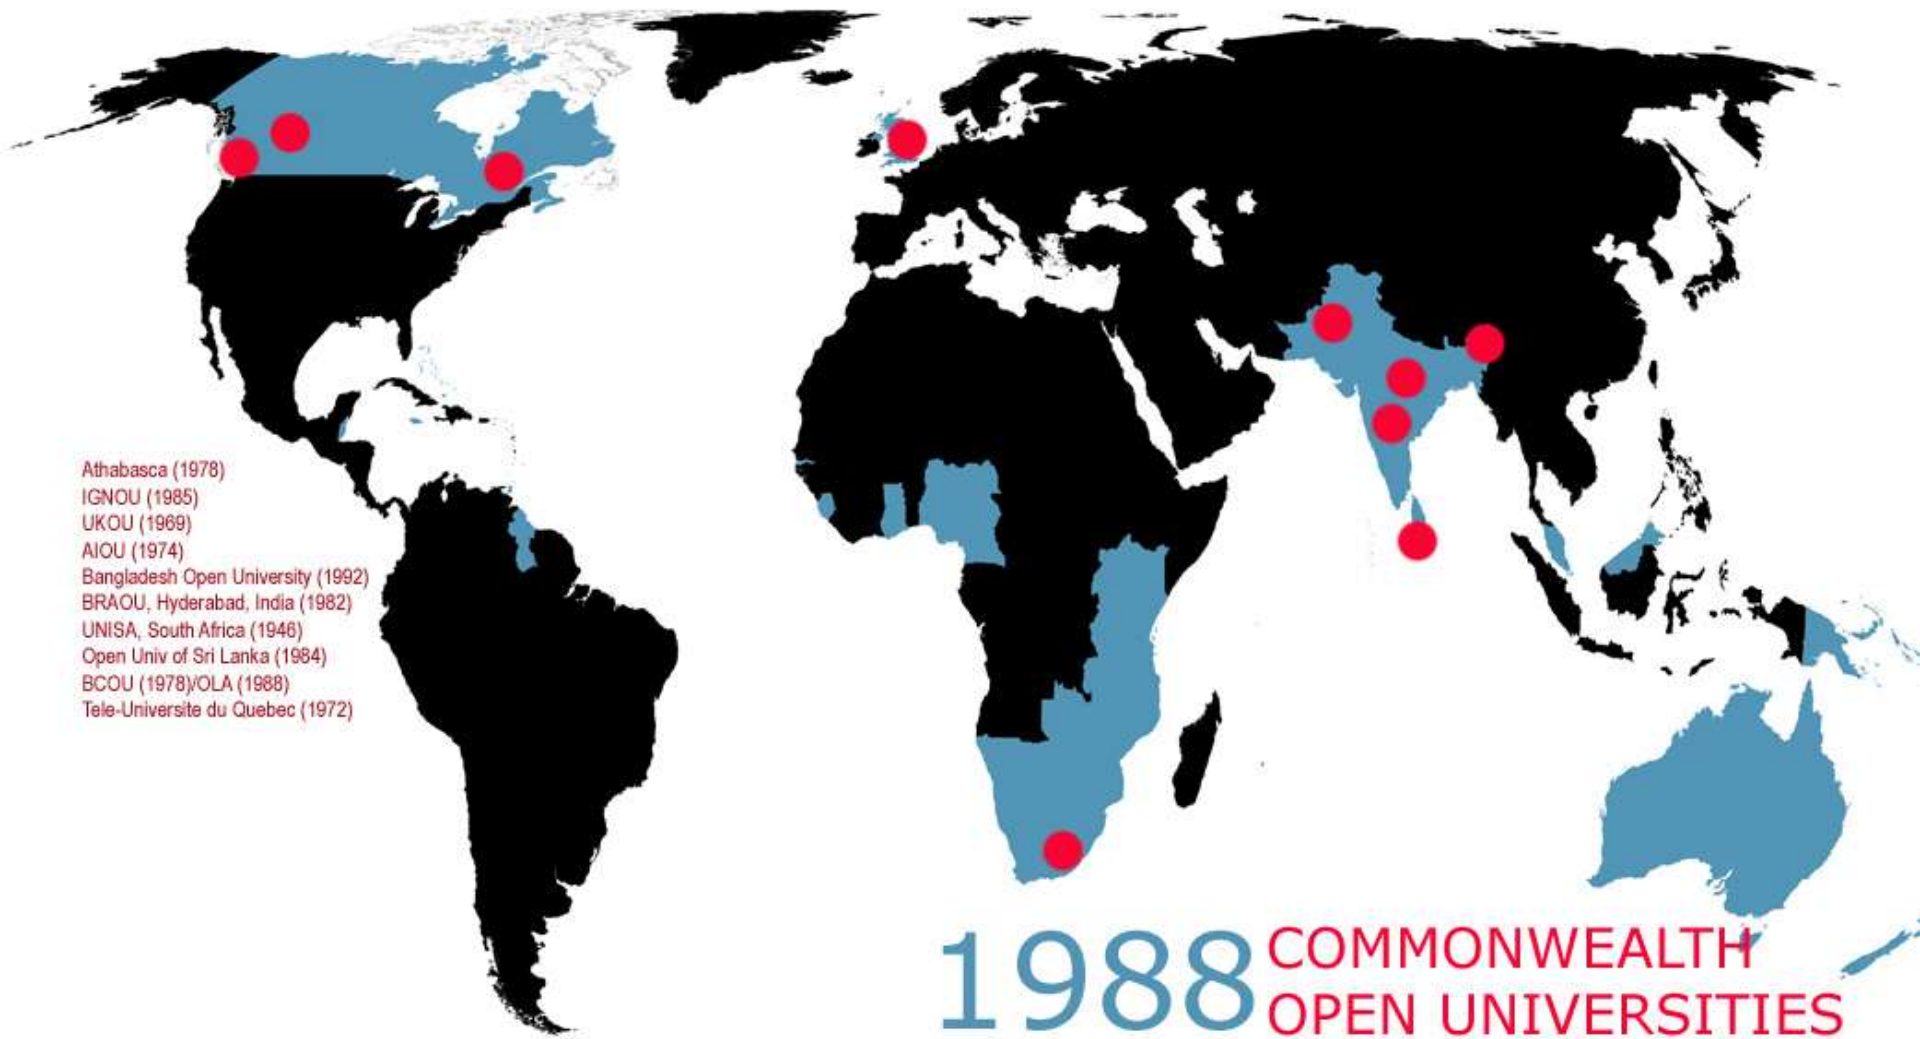 Athabasca (1978)
IGNOU (1985)
UKOU (1969)
AIOU (1974)
Bangladesh Open University (1992)
BRAOU, Hyderabad, India (1982)
UNISA, South Africa (1946)
Open Univ of Sri Lanka (1984)
BCOU (1978)/OLA (1988)
Tele-Universite du Quebec (1972)
1988 COMMONWEALTH
OPEN UNIVERSITIES